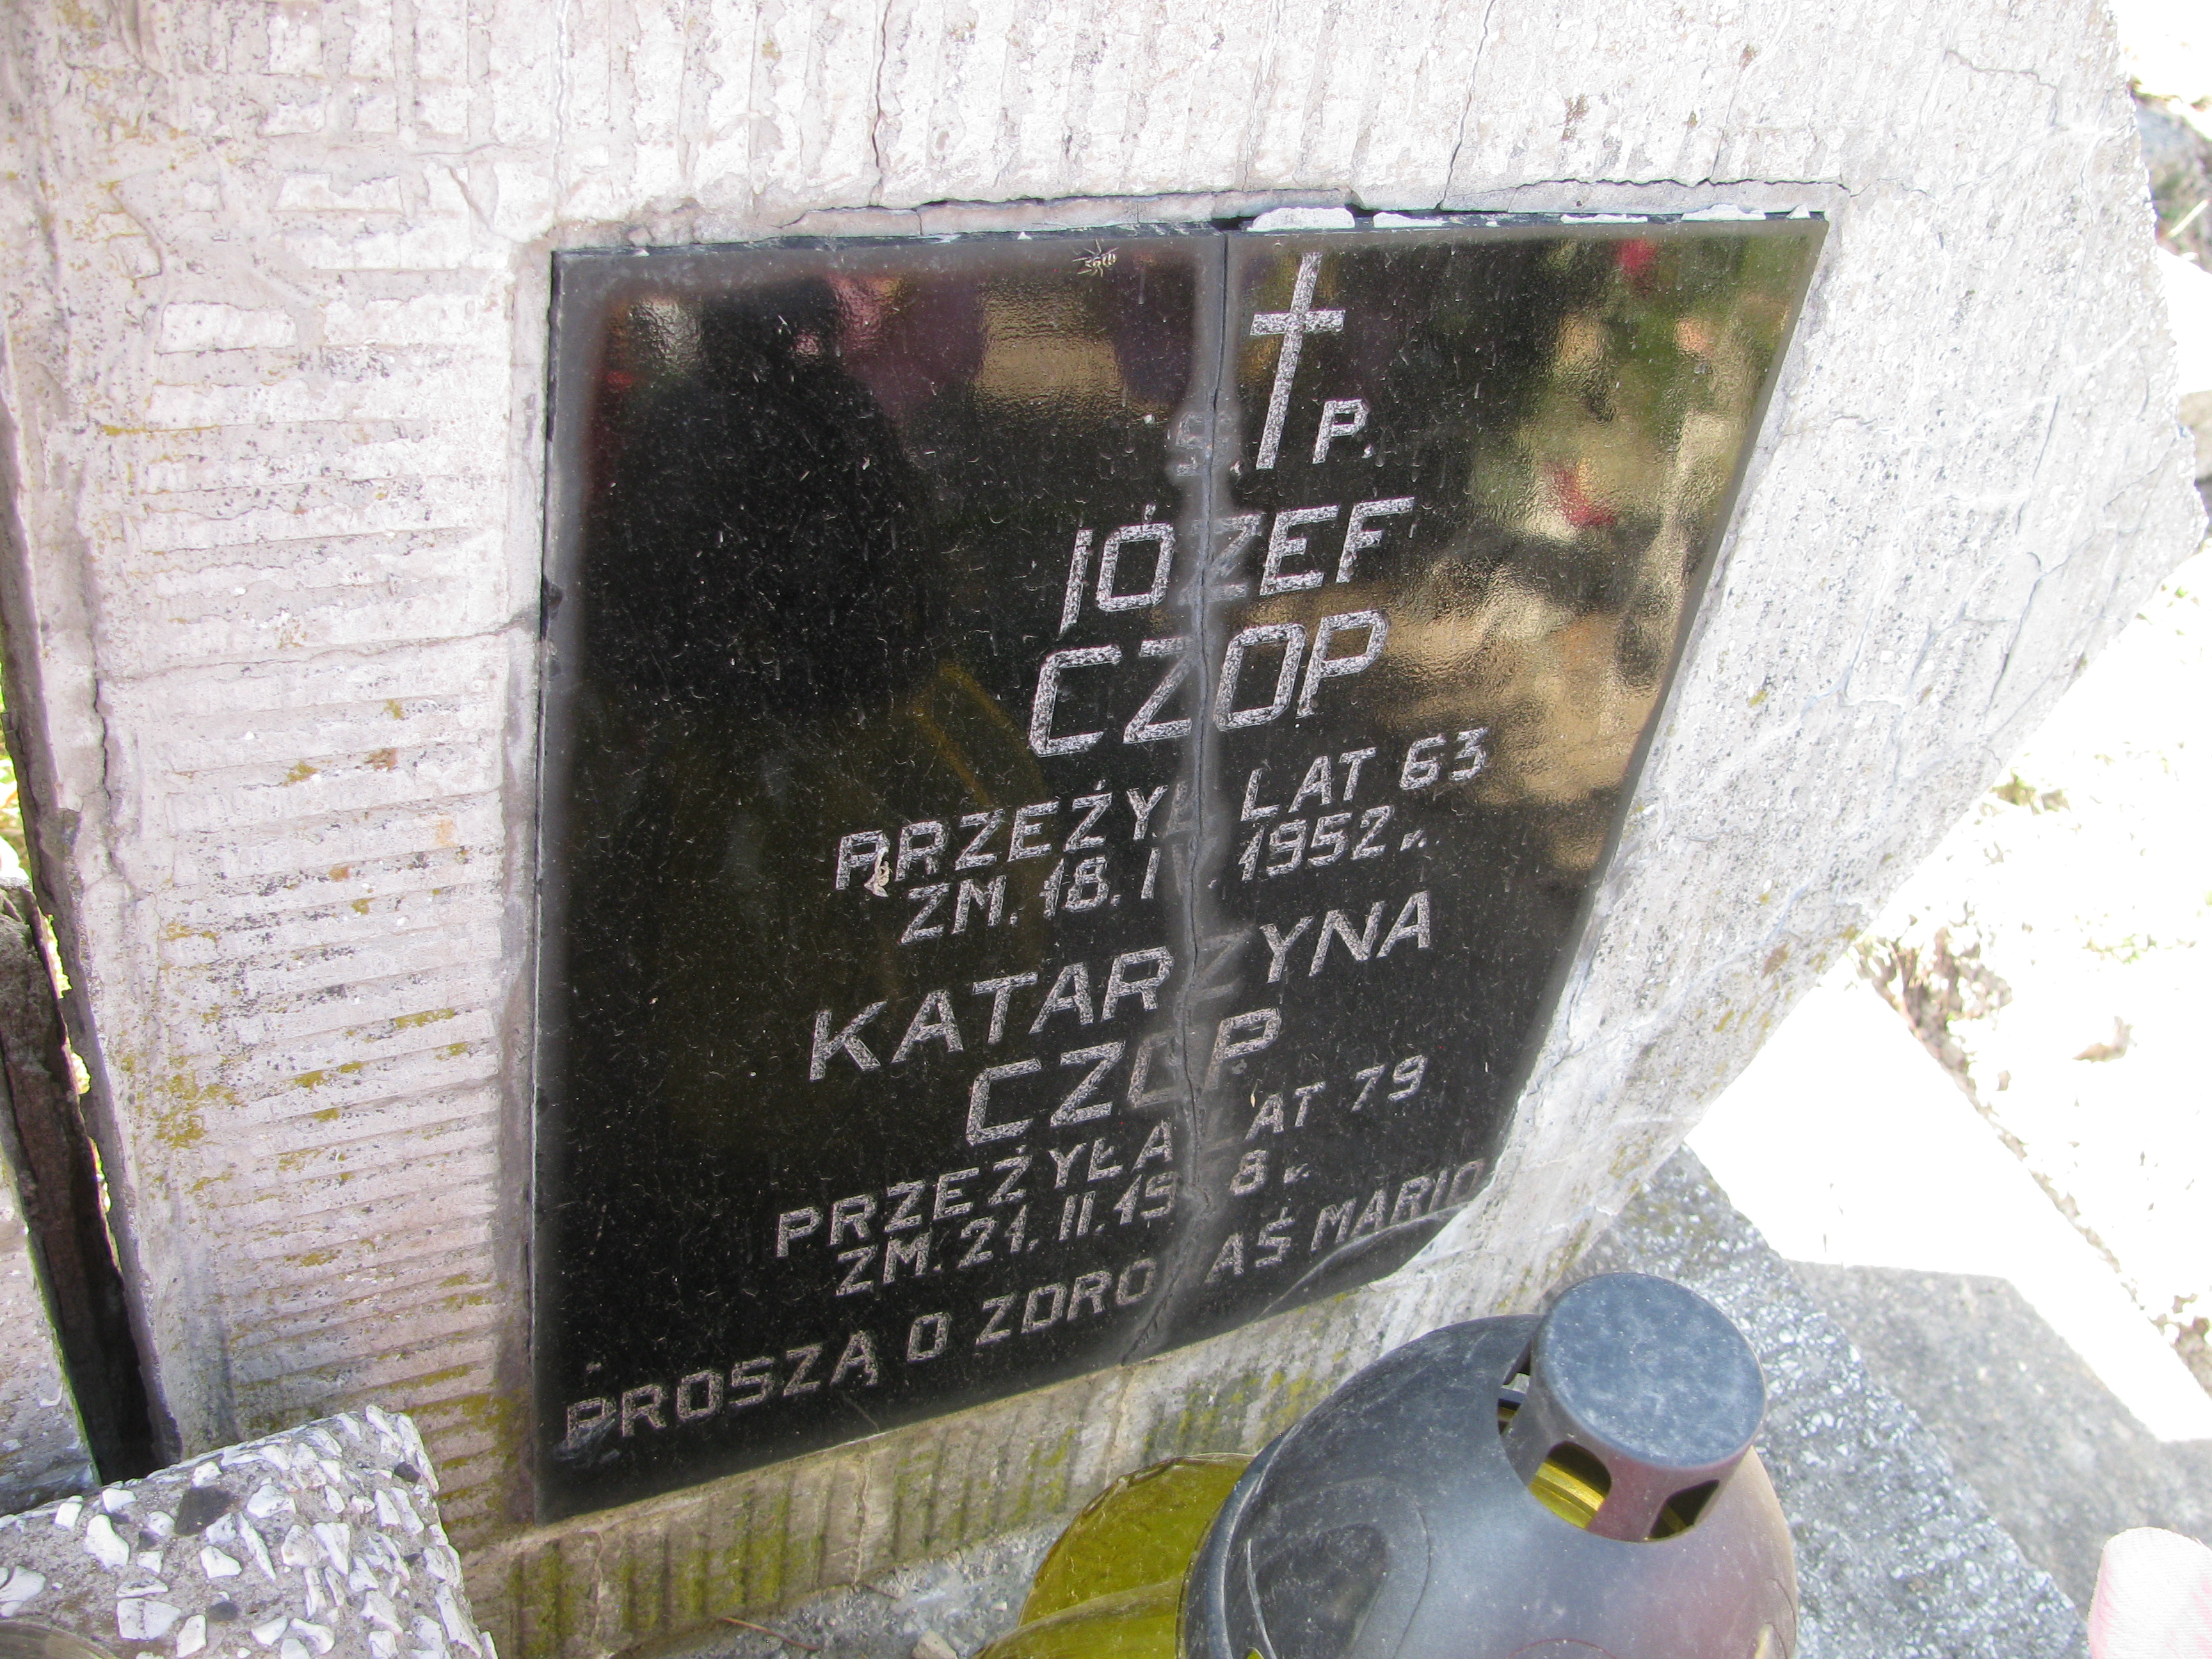 Ś. P.
JÓZEF
CZOP
PRZEŻYŁ LAT 63
ZM. 18. 1952 r.
KATARZYNA
CZOP
PRZEŻYŁA LAT 79
ZM. 21. II. r.
PROSZĄ O ZDROWAŚ MARIO